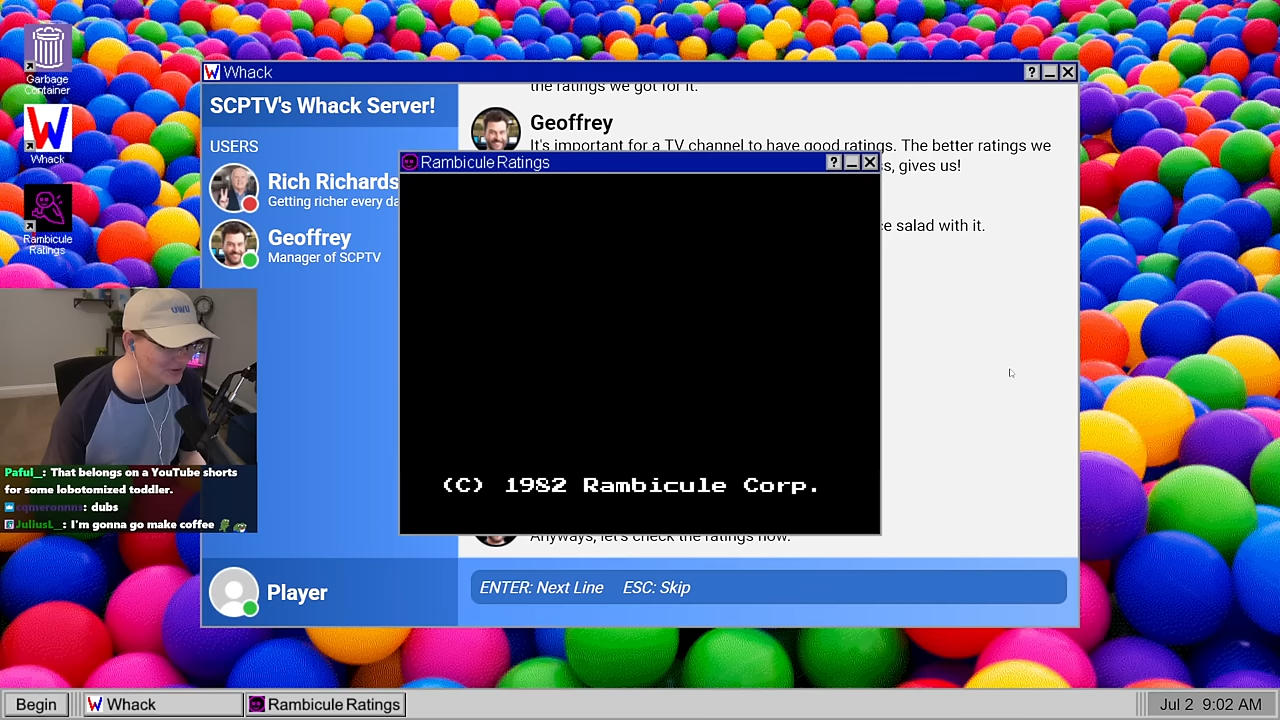 Garbage
Container
Whack
Rambicule
Ratings
Whack
SCPTV's Whack Server!
USERS
Rich Richards
Getting richer every da
Geoffrey
Manager of SCPTV
Player
the ratings we got for it.
Geoffrey
It's important for a TV channel to have good ratings. The better ratings we
s, gives us!
e salad with it.
Anyways, let's check the ratings now.
ENTER: Next Line ESC: Skip
Rambicule Ratings
(C) 1982 Rambicule Corp.
UWU
Paful_: That belongs on a YouTube shorts
for some lobotomized toddler.
cqmeronnns: dubs
JuliusL_: I'm gonna go make coffee
Begin
Whack
Rambicule Ratings
Jul 2 9:02 AM